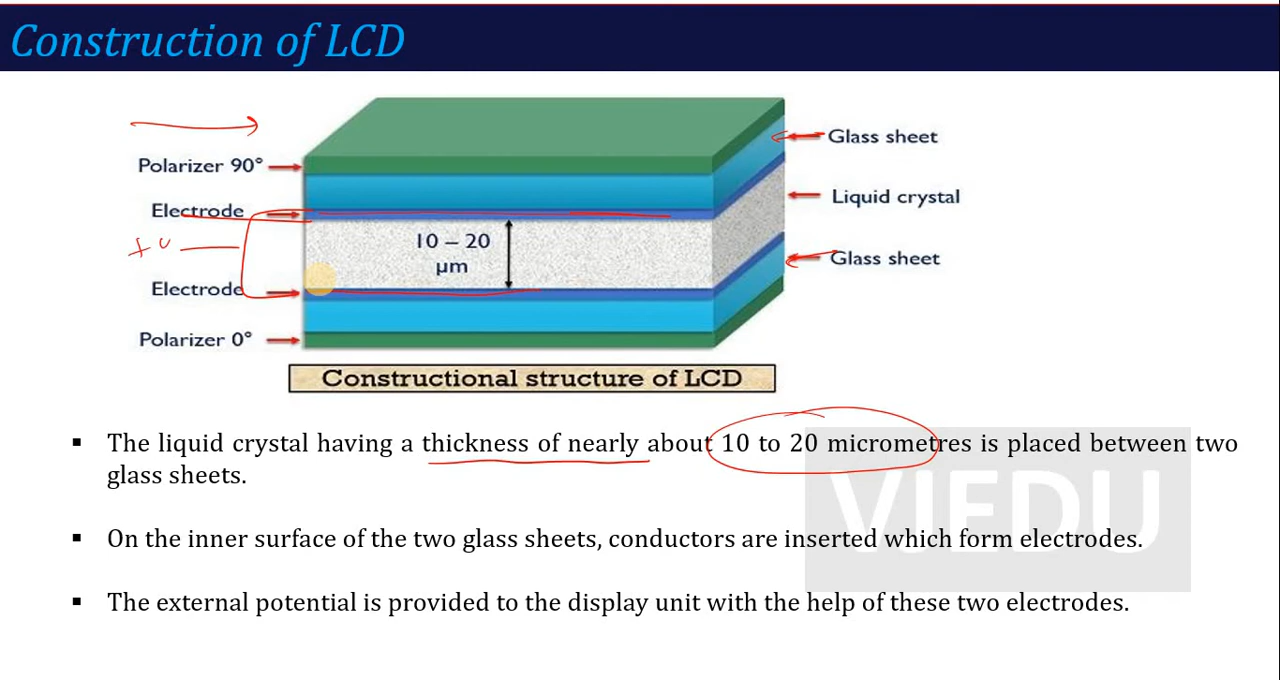 Construction of LCD
Glass sheet
Polarizer 90°
Liquid crystal
Electrode
10 – 20
μm
Glass sheet
Electrode
Polarizer 0°
Constructional structure of LCD
▪ The liquid crystal having a thickness of nearly about 10 to 20 micrometres is placed between two
glass sheets.
▪ On the inner surface of the two glass sheets, conductors are inserted which form electrodes.
▪ The external potential is provided to the display unit with the help of these two electrodes.
VJEDU